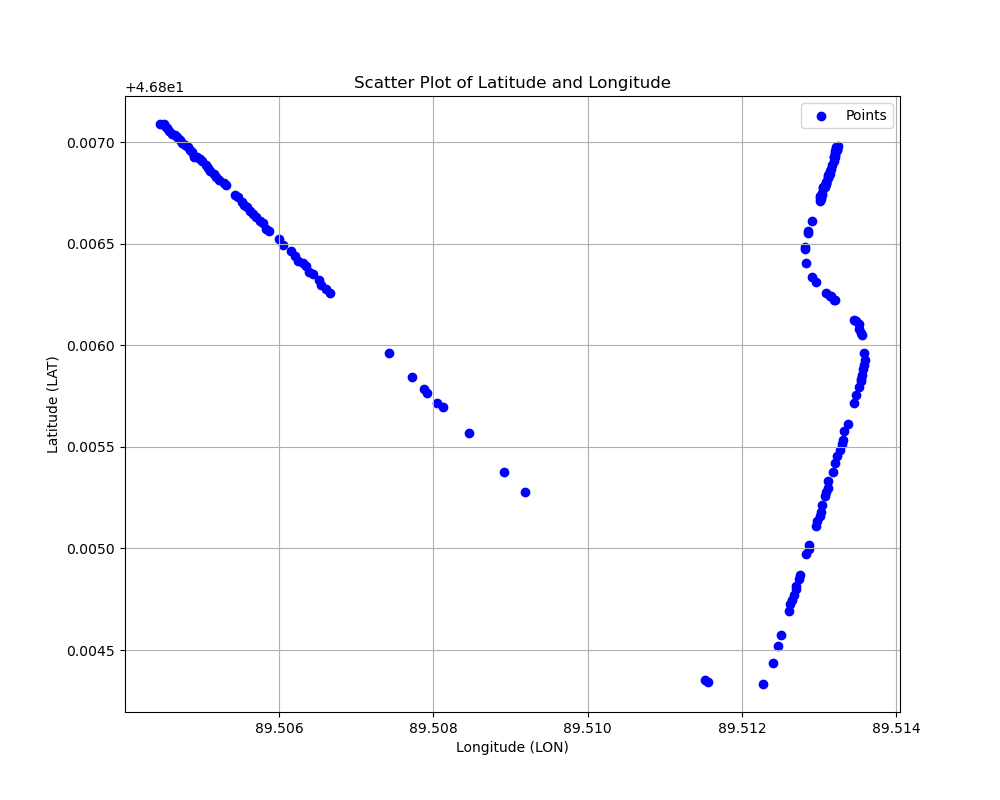 Scatter Plot of Latitude and Longitude
+4.68e1
Points
0.0070
0.0065
0.0060
0.0055
0.0050
0.0045
Latitude (LAT)
89.506 89.508 89.510 89.512 89.514
Longitude (LON)